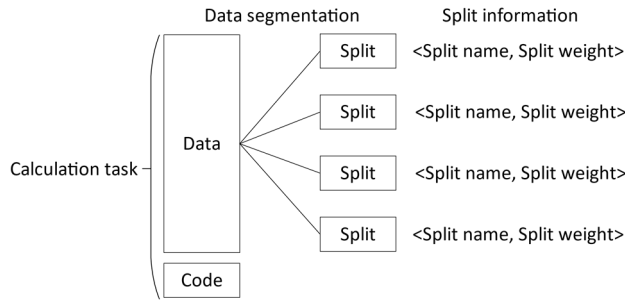 Data segmentation
Split information
Split
<Split name, Split weight>
Split
<Split name, Split weight>
Data
Calculation task
Split
<Split name, Split weight>
Split
<Split name, Split weight>
Code